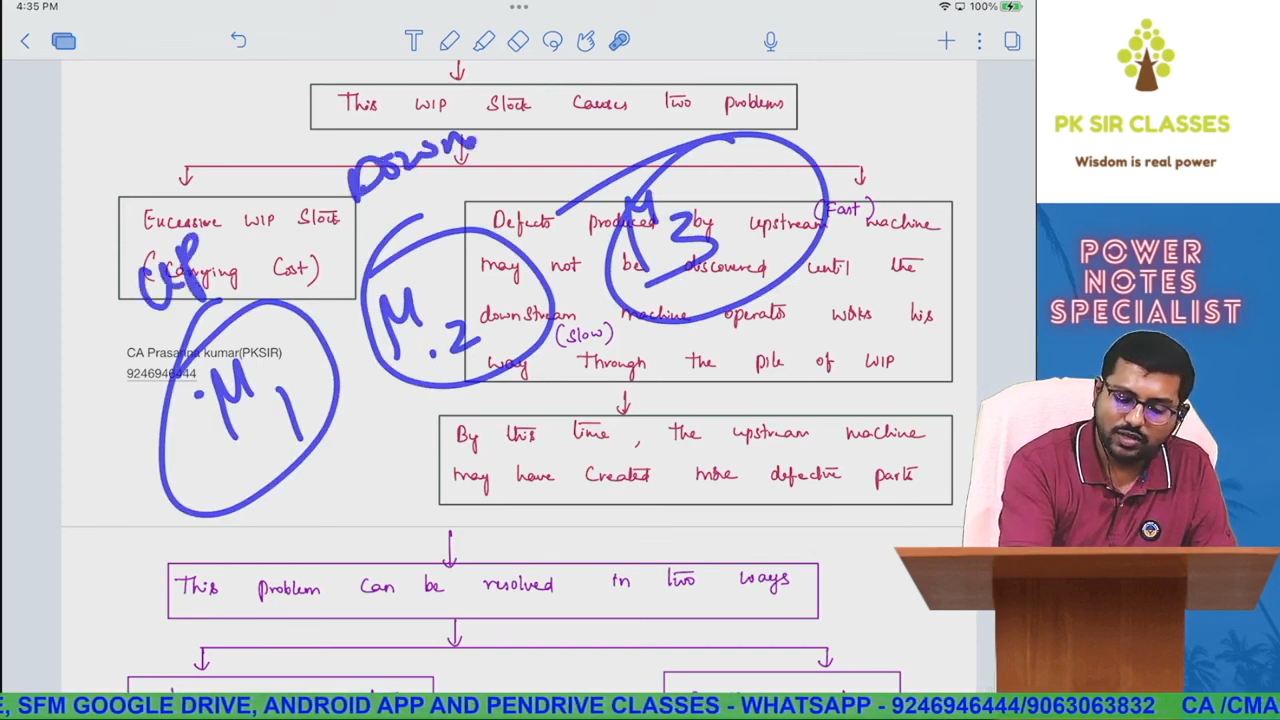 4:35 PM
100%
This WIP Stock Causes two problems
Down
Excessive WIP Stock
(Carrying Cost)
UP
Defects produced by upstream (Fast) machine
may not be discovered until the
downstream machine operator works his
(Slow)
way through the pile of WIP
M3
M.2
M1
CA Prasanna kumar(PKSIR)
9246946444
By this time, the upstream machine
may have Created more defective parts
This problem Can be resolved in two ways
PK SIR CLASSES
Wisdom is real power
POWER
NOTES
SPECIALIST
E, SFM GOOGLE DRIVE, ANDROID APP AND PENDRIVE CLASSES - WHATSAPP - 9246946444/9063063832 CA /CMA